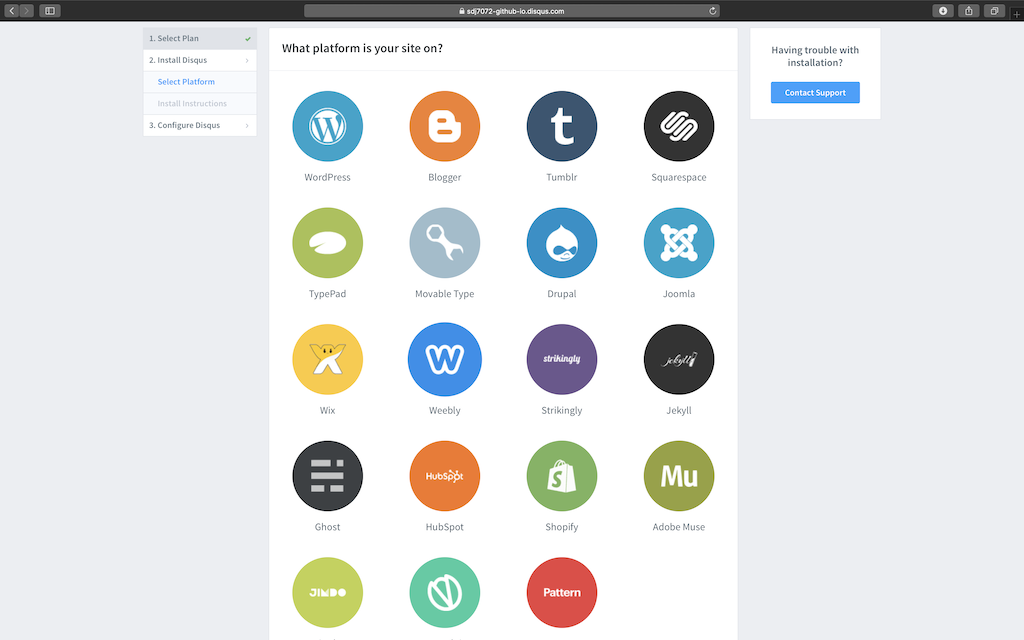 sdj7072-github-io.disqus.com
1. Select Plan
2. Install Disqus
Select Platform
Install Instructions
3. Configure Disqus
What platform is your site on?
Having trouble with
installation?
Contact Support
WordPress
Blogger
Tumblr
Squarespace
TypePad
Movable Type
Drupal
Joomla
strikingly
jekyll
Wix
Weebly
Strikingly
Jekyll
HubSpot
Mu
Ghost
HubSpot
Shopify
Adobe Muse
JIMDO
Pattern